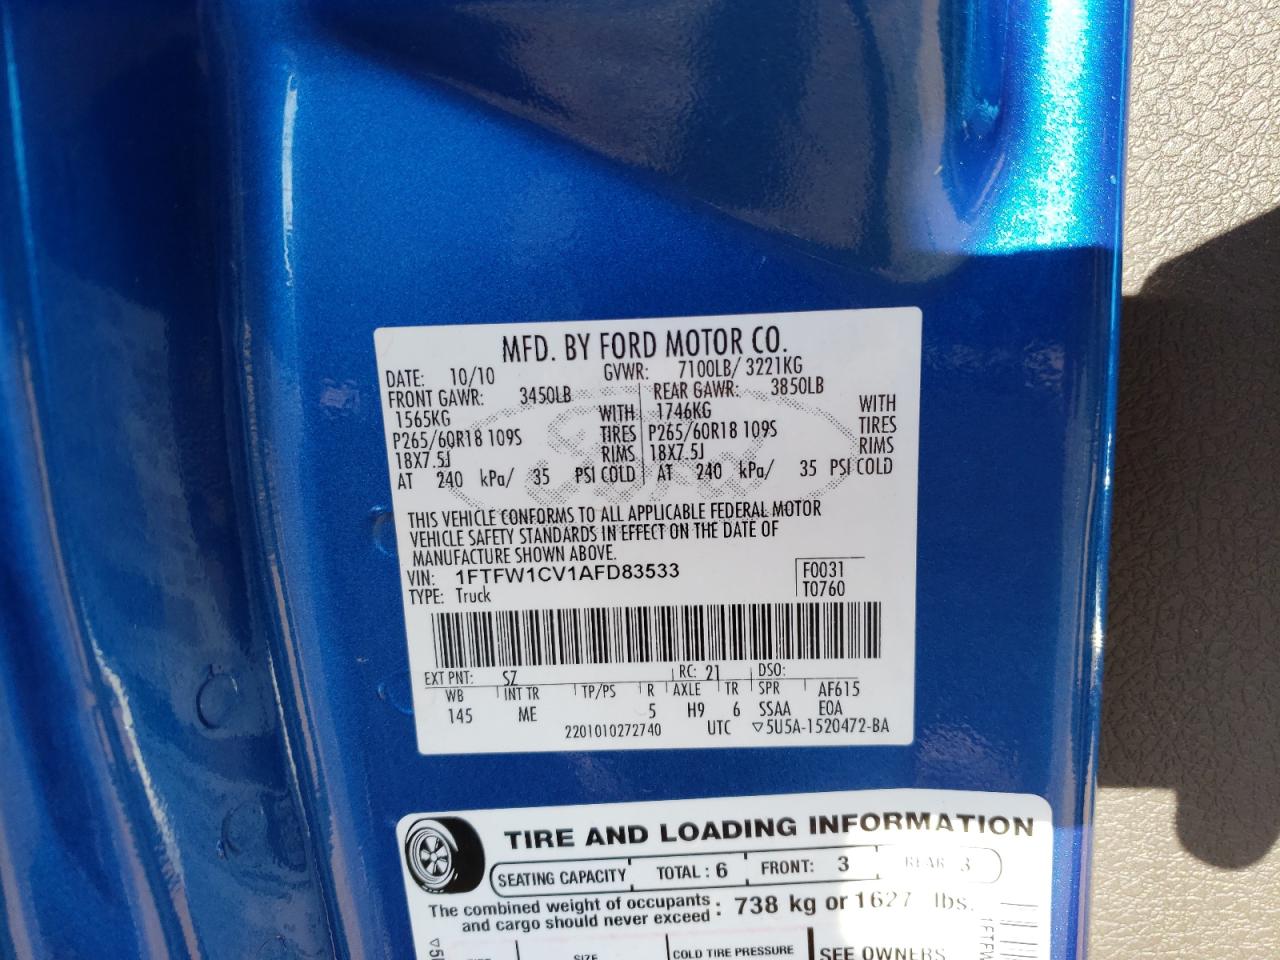 MFD. BY FORD MOTOR CO.
DATE: 10/10 GVWR: 7100LB/ 3221KG
FRONT GAWR: 3450LB REAR GAWR: 3850LB
1565KG WITH 1746KG WITH
P265/60R18 109S TIRES P265/60R18 109S TIRES
18X7.5J RIMS 18X7.5J RIMS
AT 240 kPa/ 35 PSI COLD AT 240 kPa/ 35 PSI COLD
THIS VEHICLE CONFORMS TO ALL APPLICABLE FEDERAL MOTOR
VEHICLE SAFETY STANDARDS IN EFFECT ON THE DATE OF
MANUFACTURE SHOWN ABOVE.
VIN: 1FTFW1CV1AFD83533 F0031
TYPE: Truck T0760
EXT PNT: SZ RC: 21 DSO:
WB INT TR TP/PS R AXLE TR SPR AF615
145 ME 5 H9 6 SSAA EOA
2201010272740 UTC ▽5U5A-1520472-BA
TIRE AND LOADING INFORMATION
SEATING CAPACITY TOTAL : 6 FRONT: 3 REAR 3
The combined weight of occupants
and cargo should never exceed : 738 kg or 1627 lbs.
SIZE COLD TIRE PRESSURE SEE OWNERS